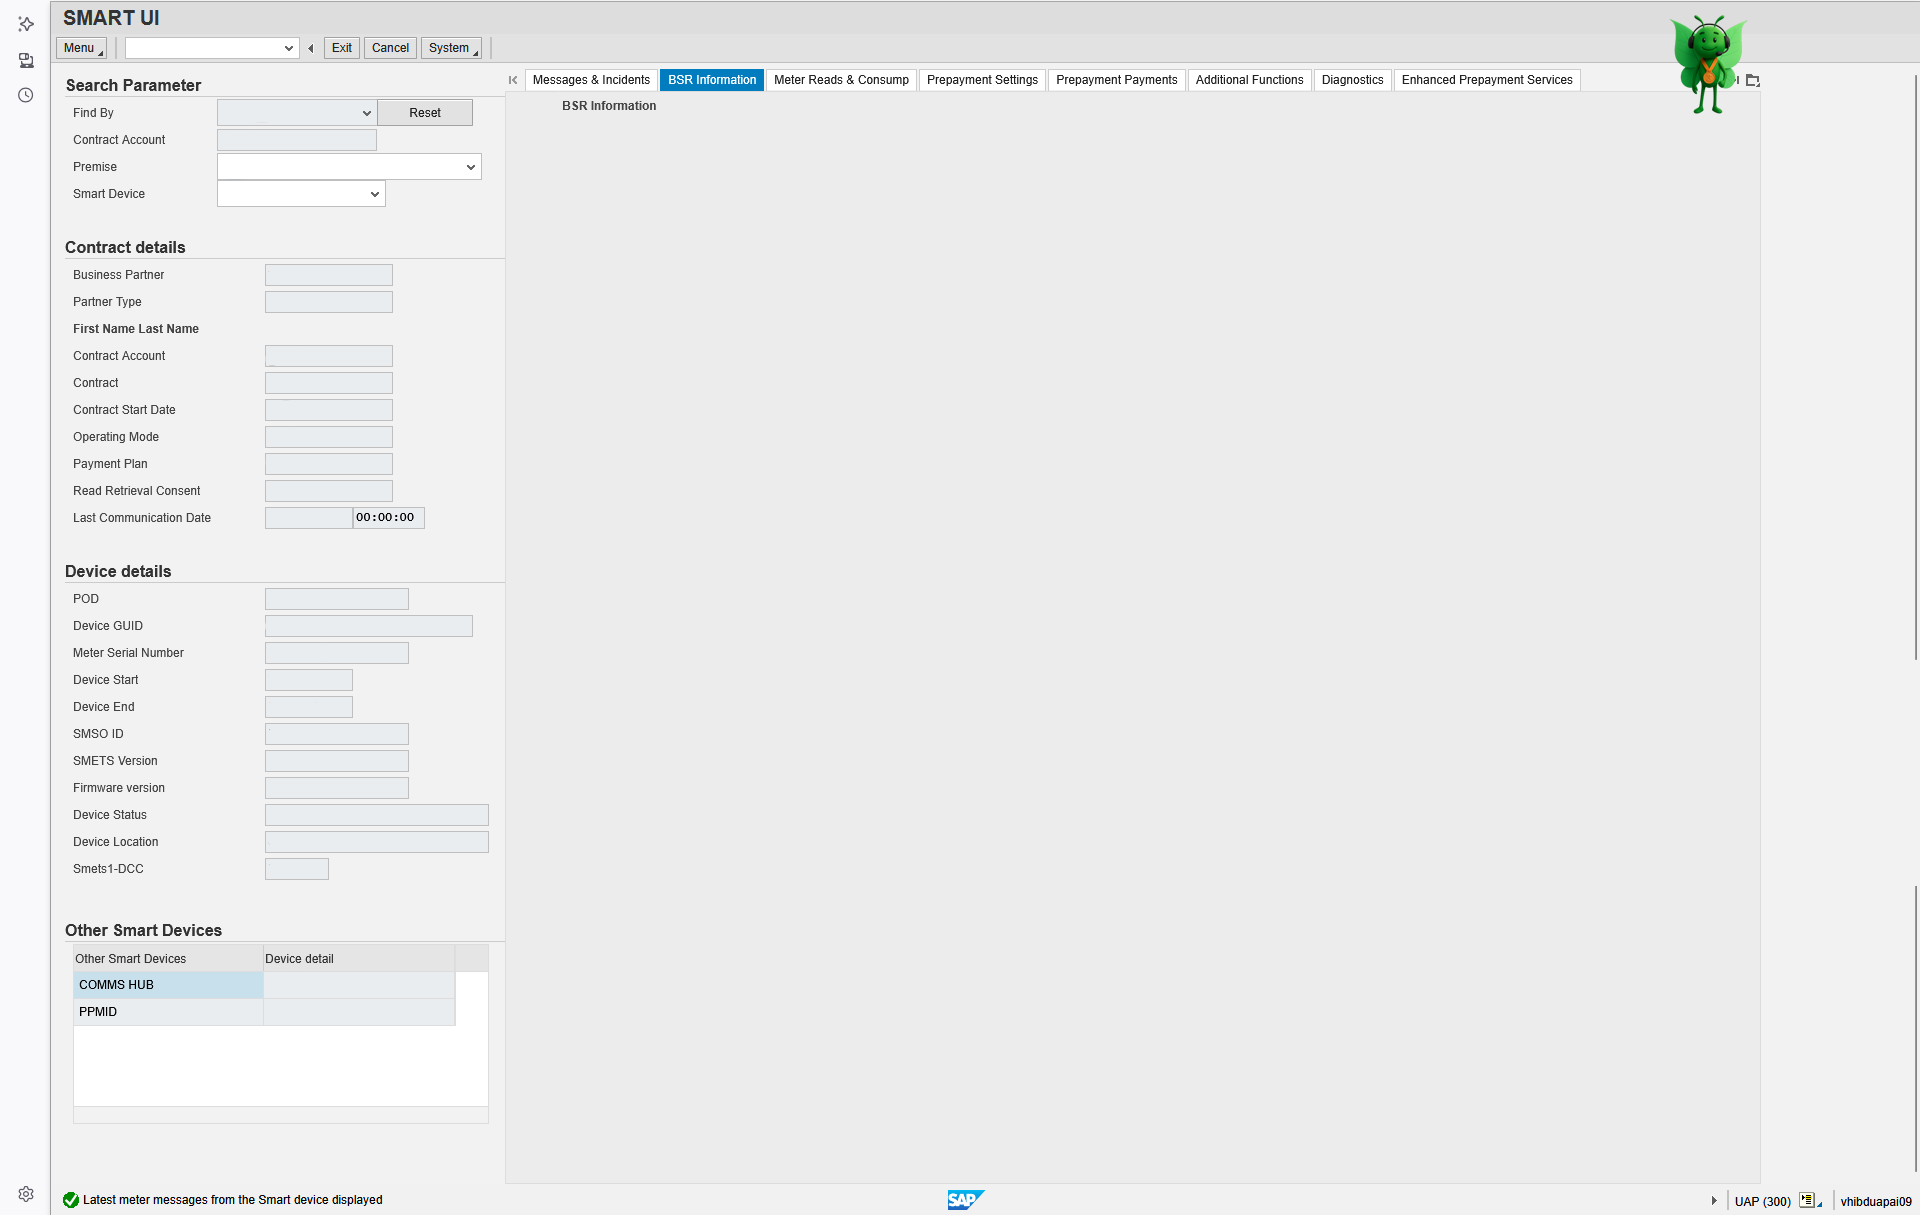 SMART UI
Menu
Exit
Cancel
System
Search Parameter
Find By
Reset
Contract Account
Premise
Smart Device
Contract details
Business Partner
Partner Type
First Name Last Name
Contract Account
Contract
Contract Start Date
Operating Mode
Payment Plan
Read Retrieval Consent
Last Communication Date 00:00:00
Device details
POD
Device GUID
Meter Serial Number
Device Start
Device End
SMSO ID
SMETS Version
Firmware version
Device Status
Device Location
Smets1-DCC
Other Smart Devices
Other Smart Devices Device detail
COMMS HUB
PPMID
Messages & Incidents
BSR Information
Meter Reads & Consump
Prepayment Settings
Prepayment Payments
Additional Functions
Diagnostics
Enhanced Prepayment Services
BSR Information
Latest meter messages from the Smart device displayed
SAP
UAP (300)
vhibduapai09